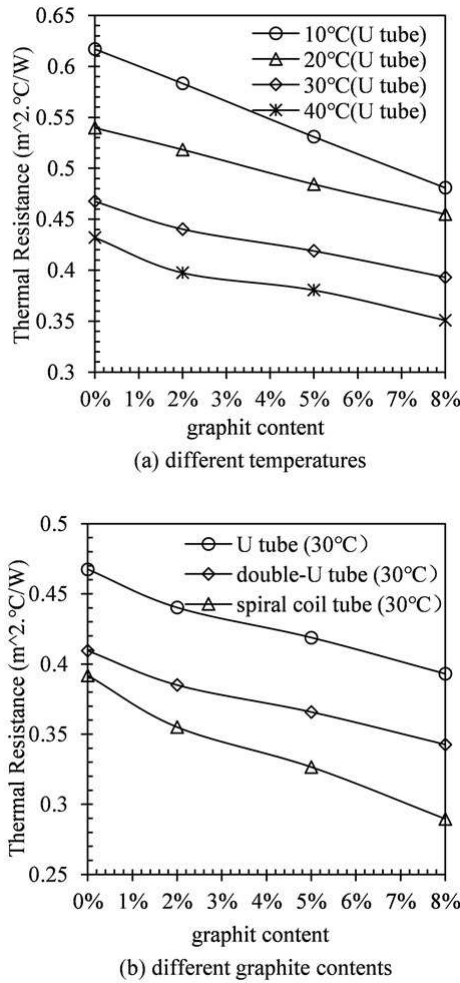 0.65
10°C(U tube)
20°C(U tube)
30°C(U tube)
40°C(U tube)
0.6
0.55
0.5
0.45
0.4
0.35
0.3
Thermal Resistance (m^2.°C/W)
0% 1% 2% 3% 4% 5% 6% 7% 8%
graphit content
(a) different temperatures
0.5
U tube (30°C)
double-U tube (30°C)
spiral coil tube (30°C)
0.45
0.4
0.35
0.3
0.25
Thermal Resistance (m^2.°C/W)
0% 1% 2% 3% 4% 5% 6% 7% 8%
graphit content
(b) different graphite contents